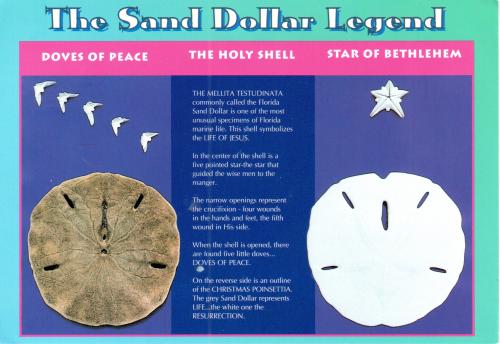 The Sand Dollar Legend
DOVES OF PEACE
THE HOLY SHELL
STAR OF BETHLEHEM
THE MELLITA TESTUDINATA
commonly called the Florida
Sand Dollar is one of the most
unusual specimens of Florida
marine life. This shell symbolizes
the LIFE OF JESUS.
In the center of the shell is a
five pointed star-the star that
guided the wise men to the
manger.
The narrow openings represent
the crucifixion - four wounds
in the hands and feet, the fifth
wound in His side.
When the shell is opened, there
are found five little doves...
DOVES OF PEACE.
On the reverse side is an outline
of the CHRISTMAS POINSETTIA.
The grey Sand Dollar represents
LIFE...the white one the
RESURRECTION.